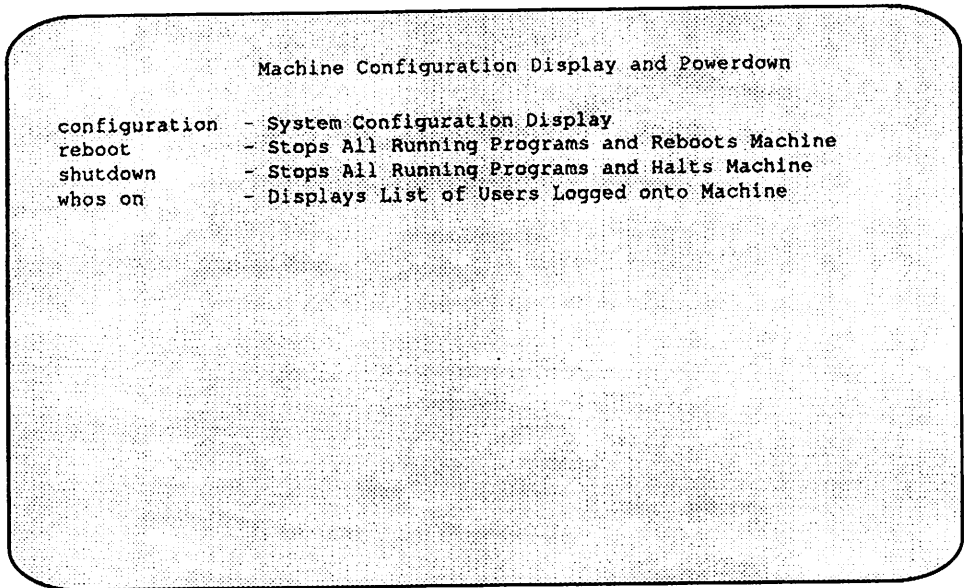 Machine Configuration Display and Powerdown
configuration - System Configuration Display
reboot - Stops All Running Programs and Reboots Machine
shutdown - Stops All Running Programs and Halts Machine
whos on - Displays List of Users Logged onto Machine